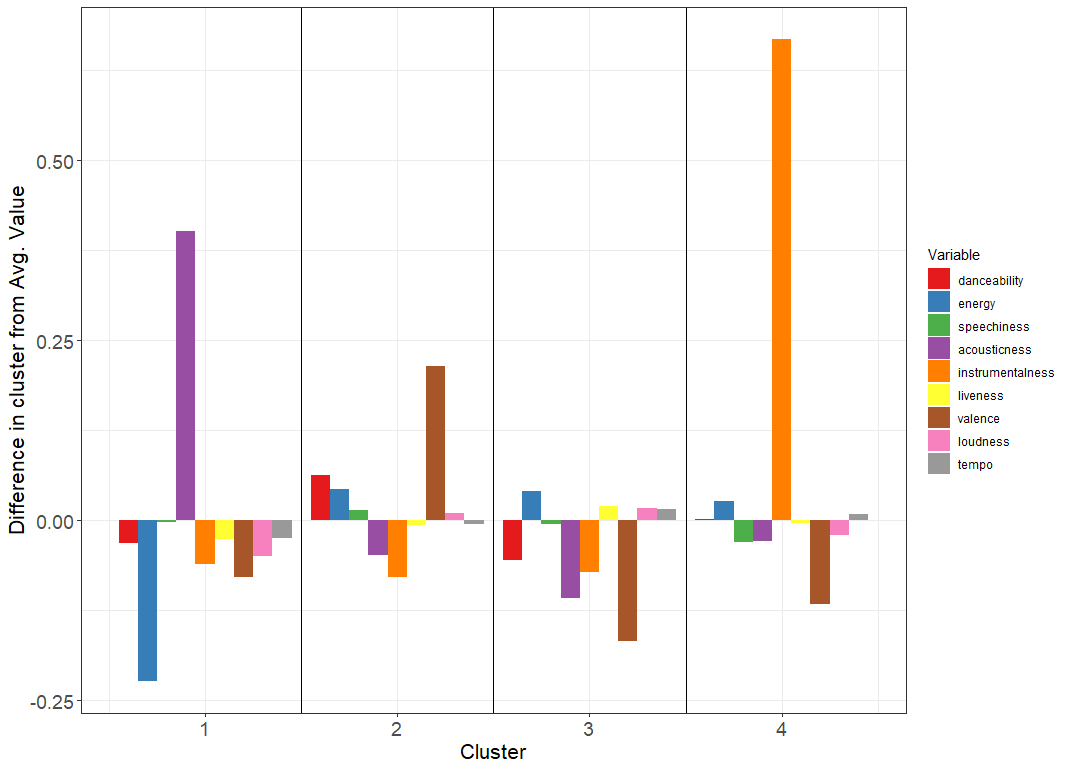 Difference in cluster from Avg. Value
0.50
0.25
0.00
-0.25
1
2
3
4
Cluster
Variable
danceability
energy
speechiness
acousticness
instrumentalness
liveness
valence
loudness
tempo